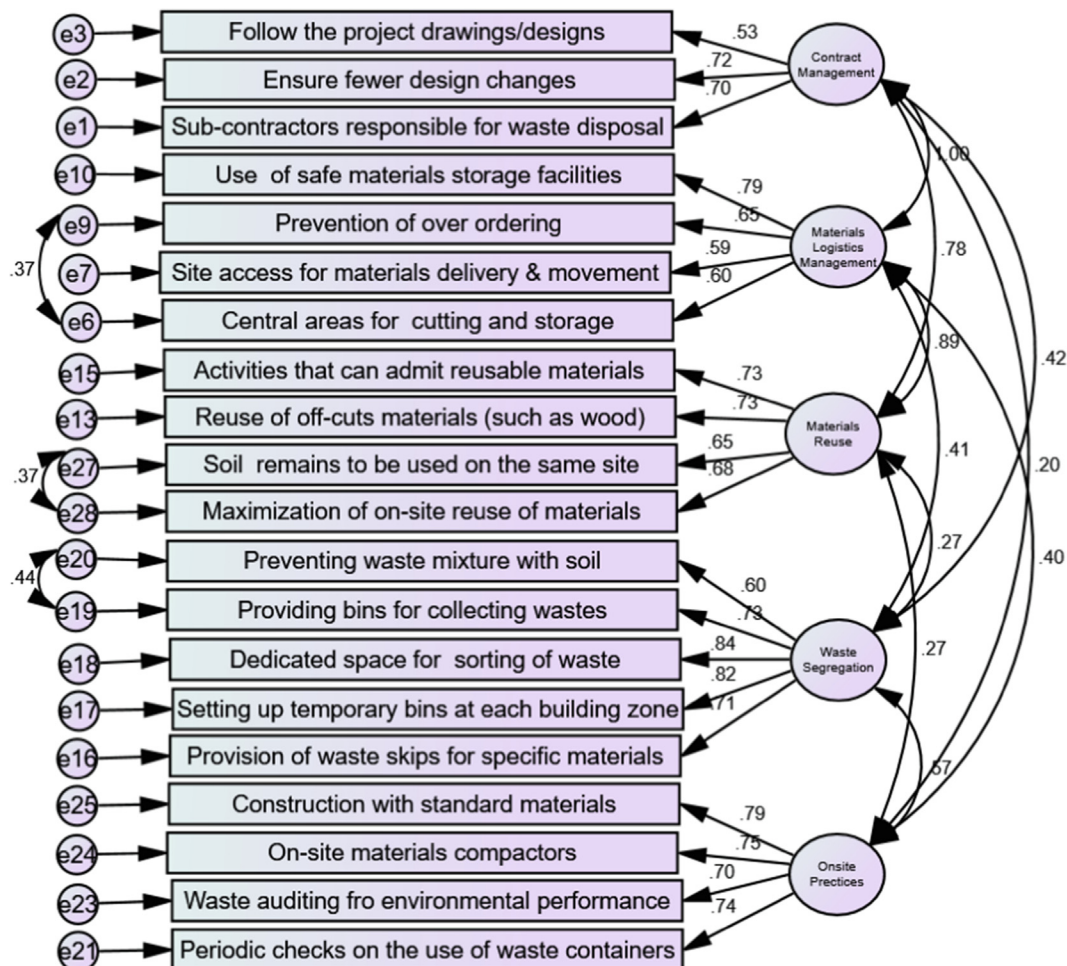 e3 Follow the project drawings/designs .53
e2 Ensure fewer design changes .72
e1 Sub-contractors responsible for waste disposal .70
Contract
Management
e10 Use of safe materials storage facilities .79
e9 Prevention of over ordering .65
e7 Site access for materials delivery & movement .59
e6 Central areas for cutting and storage .60
.37
Materials
Logistics
Management
e15 Activities that can admit reusable materials .73
e13 Reuse of off-cuts materials (such as wood) .73
e27 Soil remains to be used on the same site .65
e28 Maximization of on-site reuse of materials .68
.37
Materials
Reuse
e20 Preventing waste mixture with soil .60
e19 Providing bins for collecting wastes .73
.44
e18 Dedicated space for sorting of waste .84
e17 Setting up temporary bins at each building zone .82
e16 Provision of waste skips for specific materials .71
Waste
Segregation
e25 Construction with standard materials .79
e24 On-site materials compactors .75
e23 Waste auditing fro environmental performance .70
e21 Periodic checks on the use of waste containers .74
Onsite
Prectices
1.00
.78
.89
.42
.41
.20
.27
.40
.27
.57